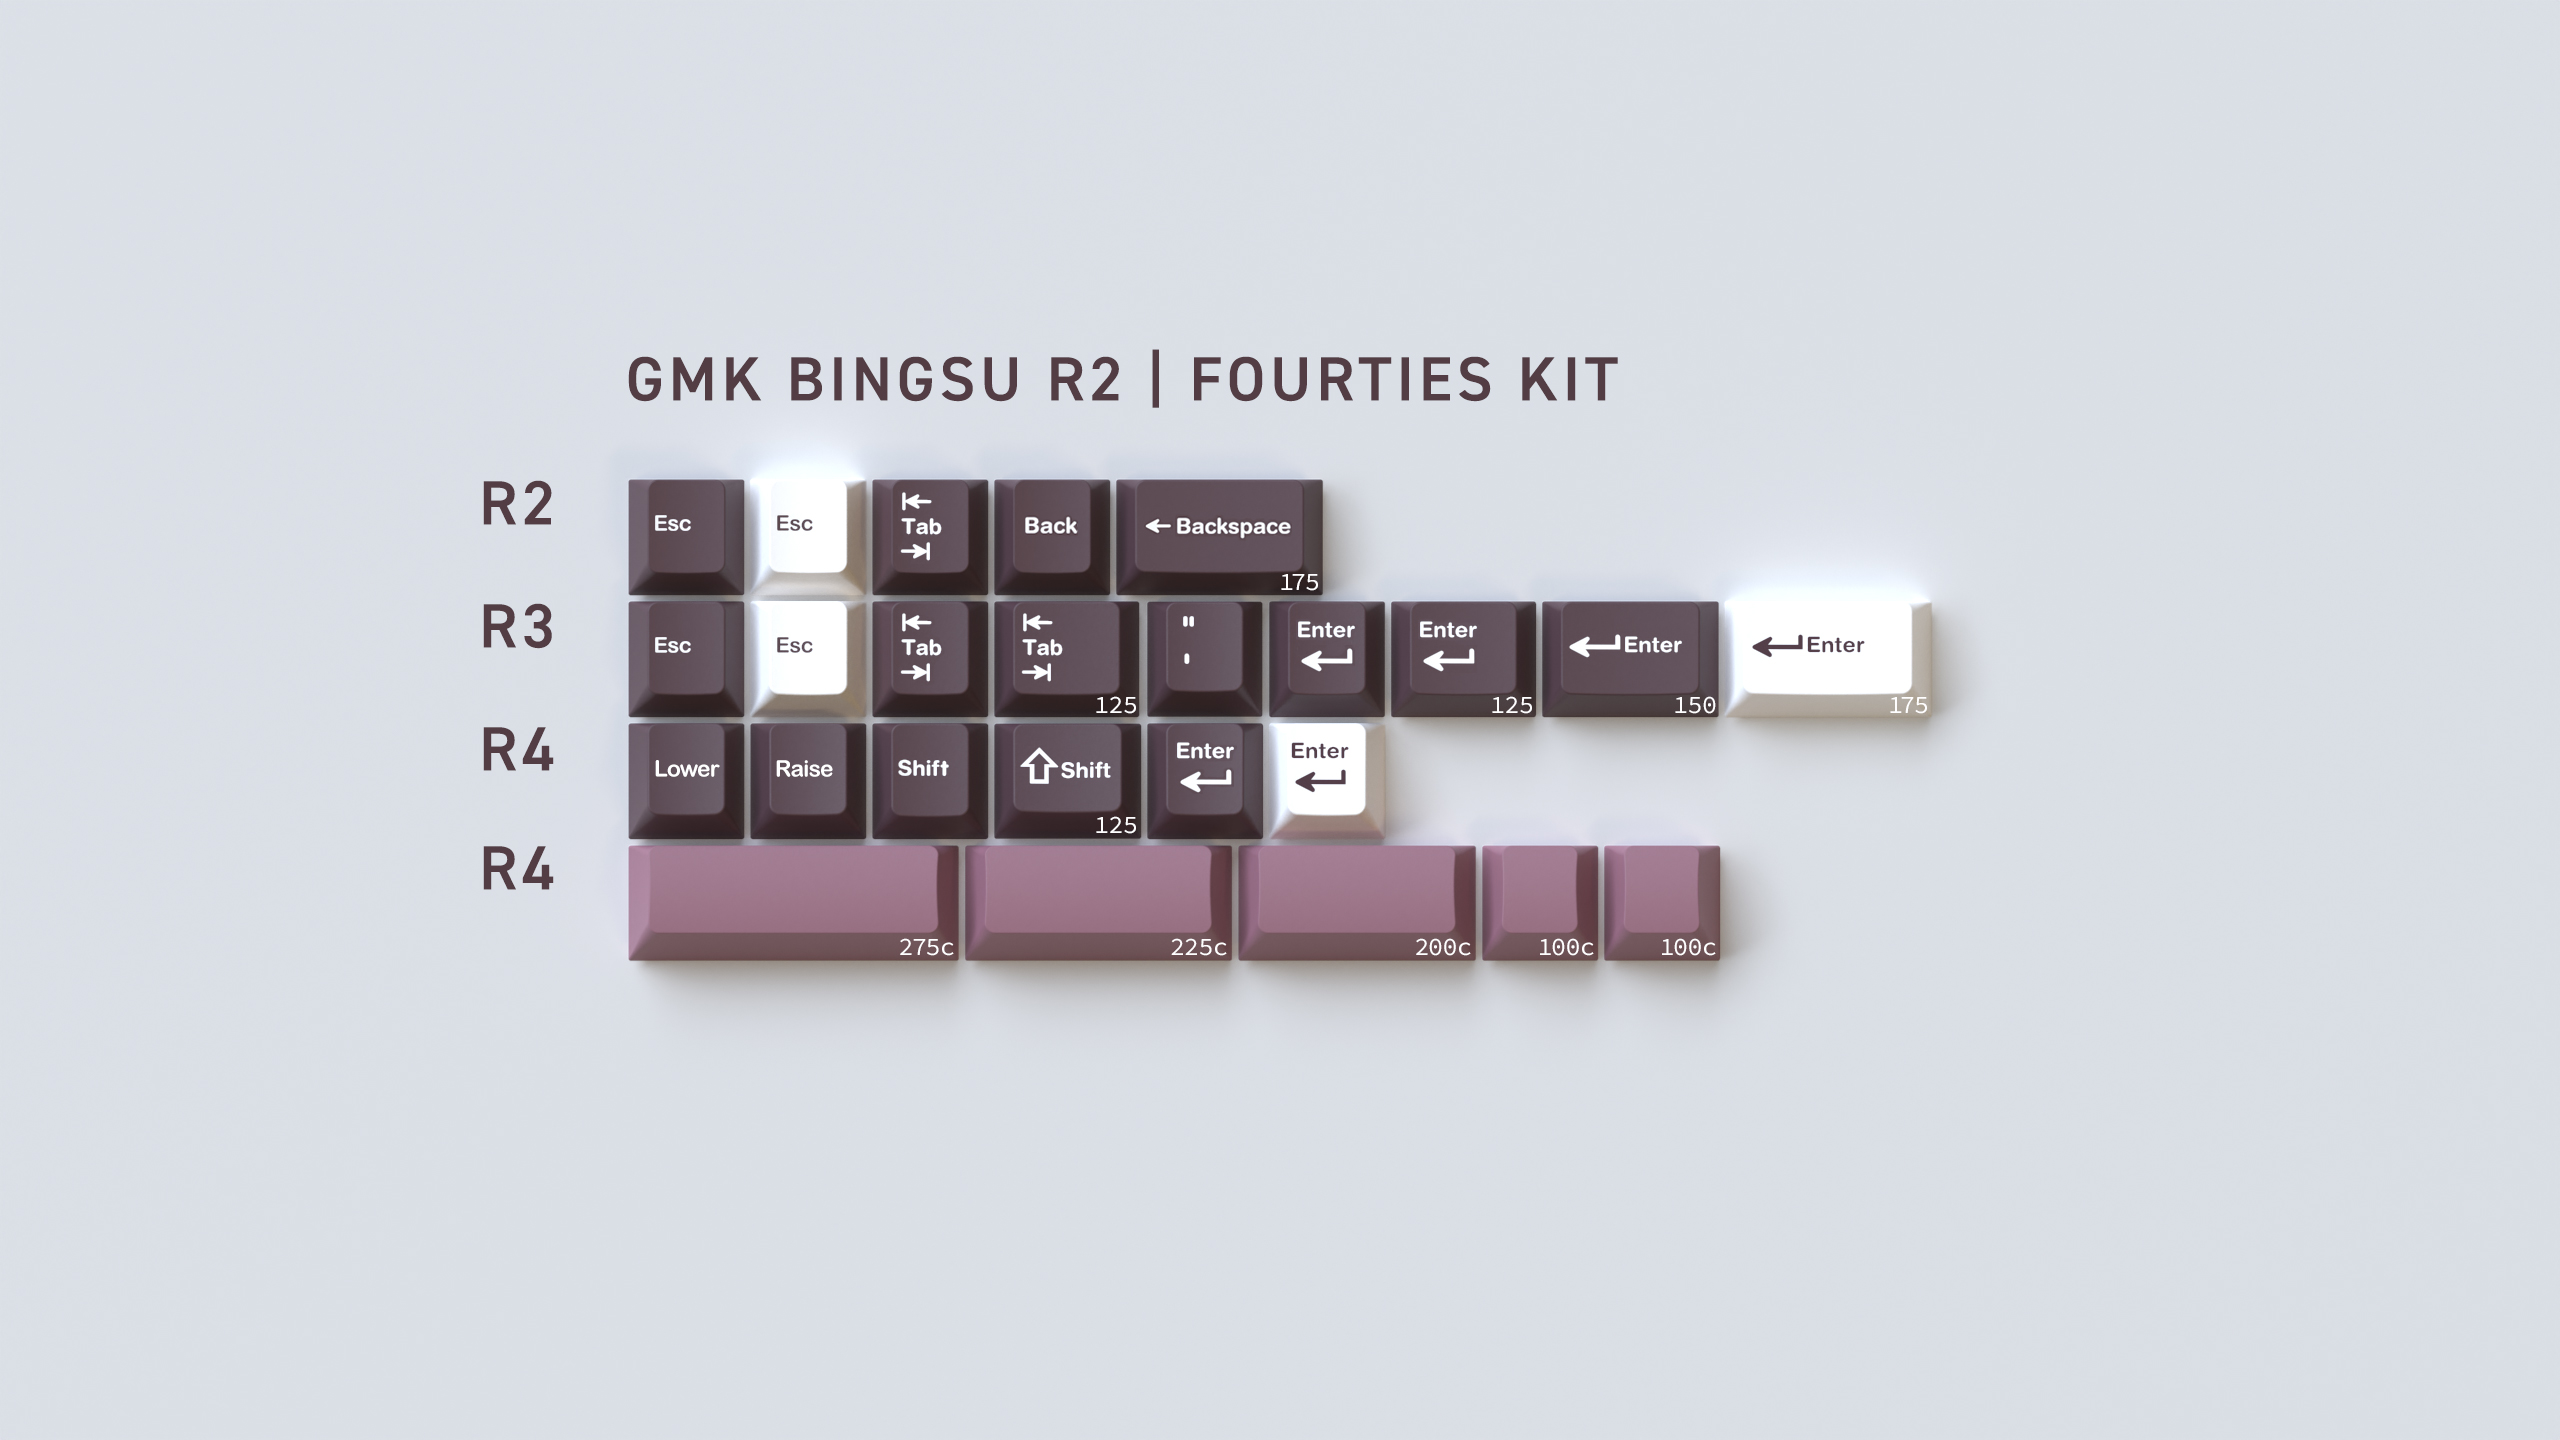 GMK BINGSU R2 | FOURTIES KIT
R2
Esc
Esc
Tab
Back
← Backspace
175
R3
Esc
Esc
Tab
Tab
125
"
'
Enter
Enter
125
Enter
150
Enter
175
R4
Lower
Raise
Shift
Shift
125
Enter
Enter
R4
275c
225c
200c
100c
100c